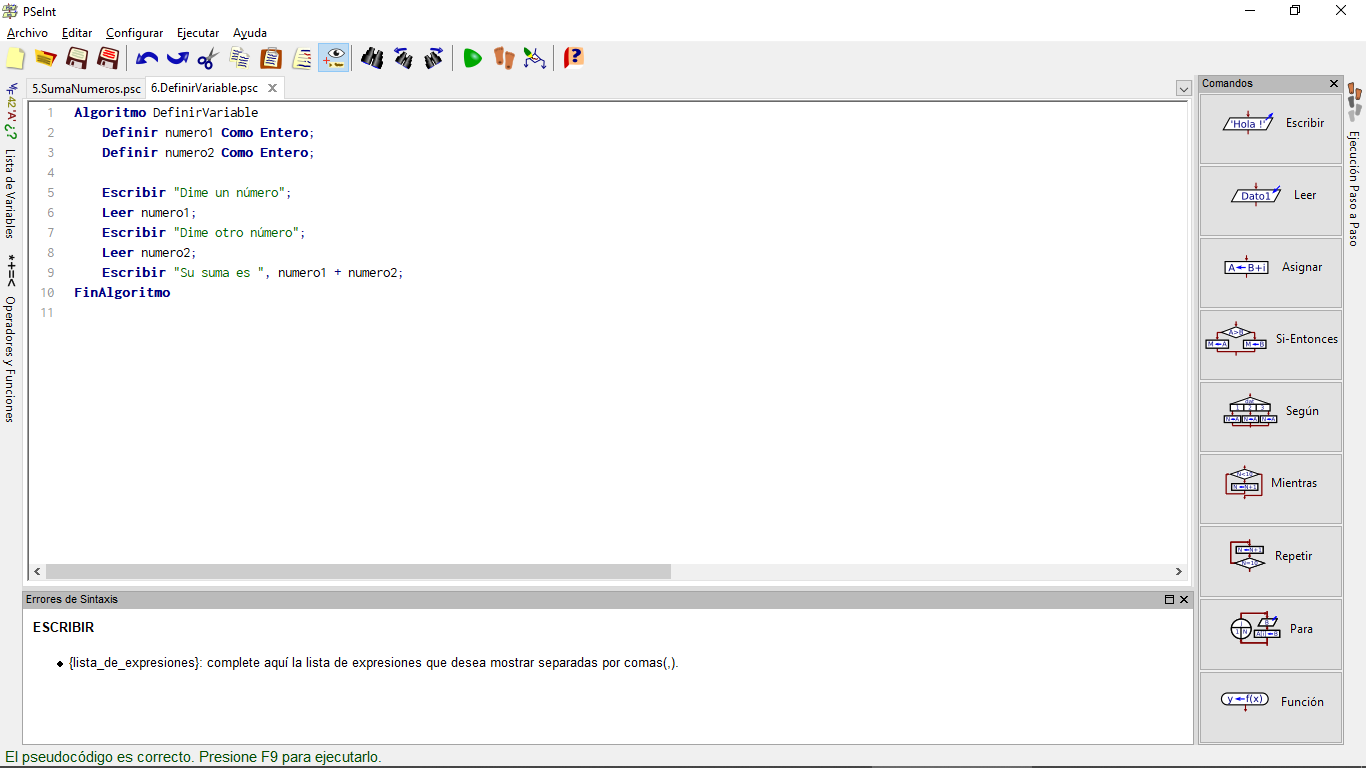 PSeInt
Archivo Editar Configurar Ejecutar Ayuda
5.SumaNumeros.psc 6.DefinirVariable.psc
1 Algoritmo DefinirVariable
2 Definir numero1 Como Entero;
3 Definir numero2 Como Entero;
4
5 Escribir "Dime un número";
6 Leer numero1;
7 Escribir "Dime otro número";
8 Leer numero2;
9 Escribir "Su suma es ", numero1 + numero2;
10 FinAlgoritmo
11
Errores de Sintaxis
ESCRIBIR
{lista_de_expresiones}: complete aquí la lista de expresiones que desea mostrar separadas por comas(,).
El pseudocódigo es correcto. Presione F9 para ejecutarlo.
42 'A' ¿? Lista de Variables
*+=< Operadores y Funciones
Comandos
'Hola !' Escribir
Dato1 Leer
A←B+i Asignar
A>B M←A M←B Si-Entonces
1 2 3 Según
Mientras
Repetir
Para
y←f(x) Función
Ejecución Paso a Paso